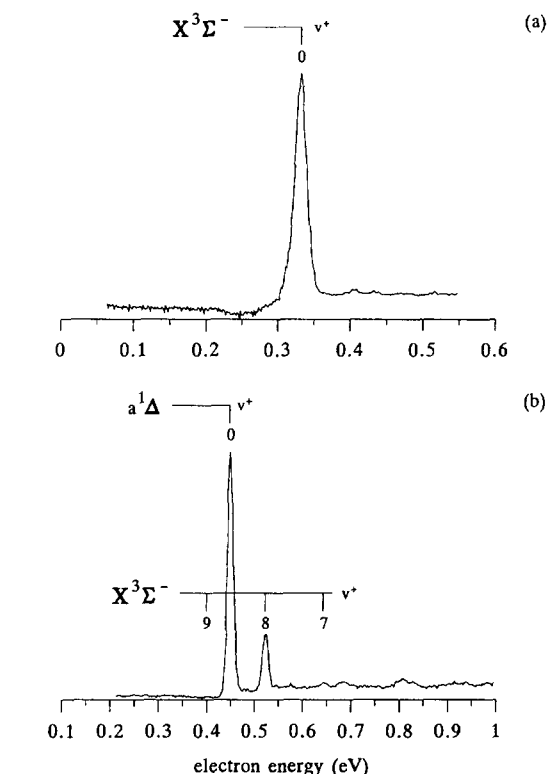 X³Σ⁻ v⁺ (a)
0
0 0.1 0.2 0.3 0.4 0.5 0.6
a¹Δ v⁺ (b)
0
X³Σ⁻ v⁺
9 8 7
0.1 0.2 0.3 0.4 0.5 0.6 0.7 0.8 0.9 1
electron energy (eV)